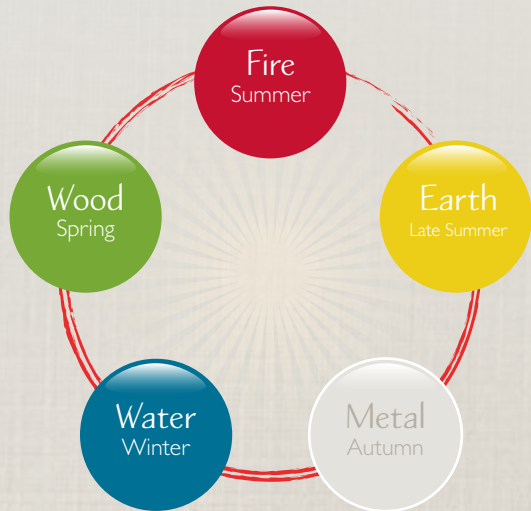 Fire
Summer
Earth
Late Summer
Metal
Autumn
Water
Winter
Wood
Spring